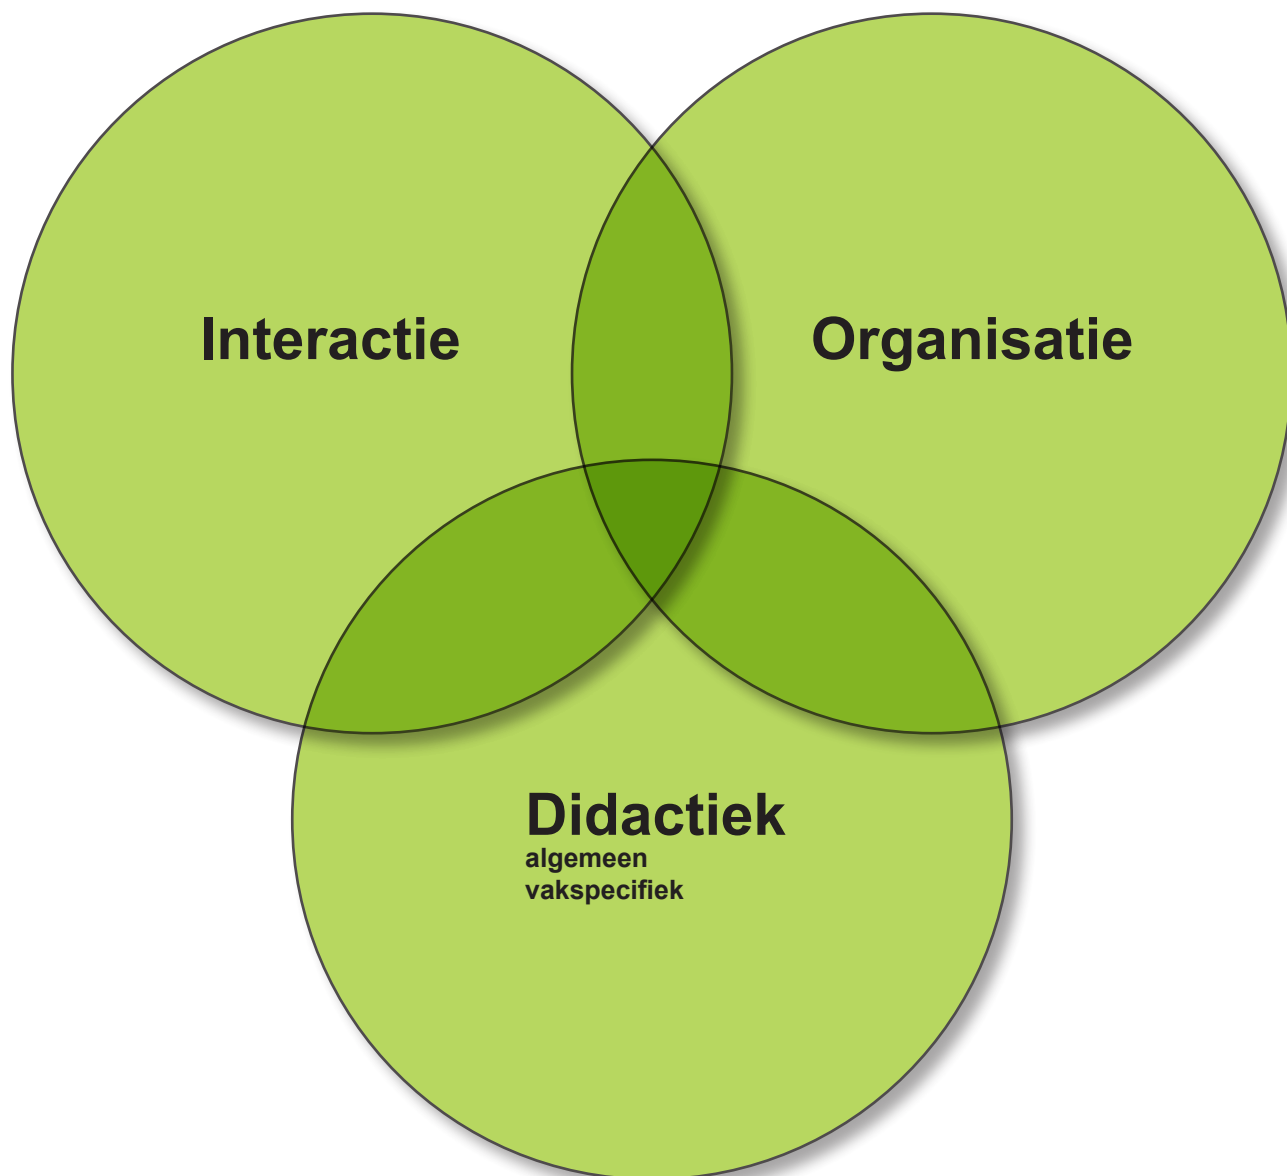 Interactie
Organisatie
Didactiek
algemeen
vakspecifiek